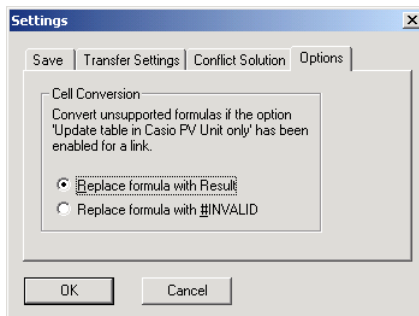 Settings
Save Transfer Settings Conflict Solution Options
Cell Conversion
Convert unsupported formulas if the option
'Update table in Casio PV Unit only' has been
enabled for a link.
Replace formula with Result
Replace formula with #INVALID
OK Cancel